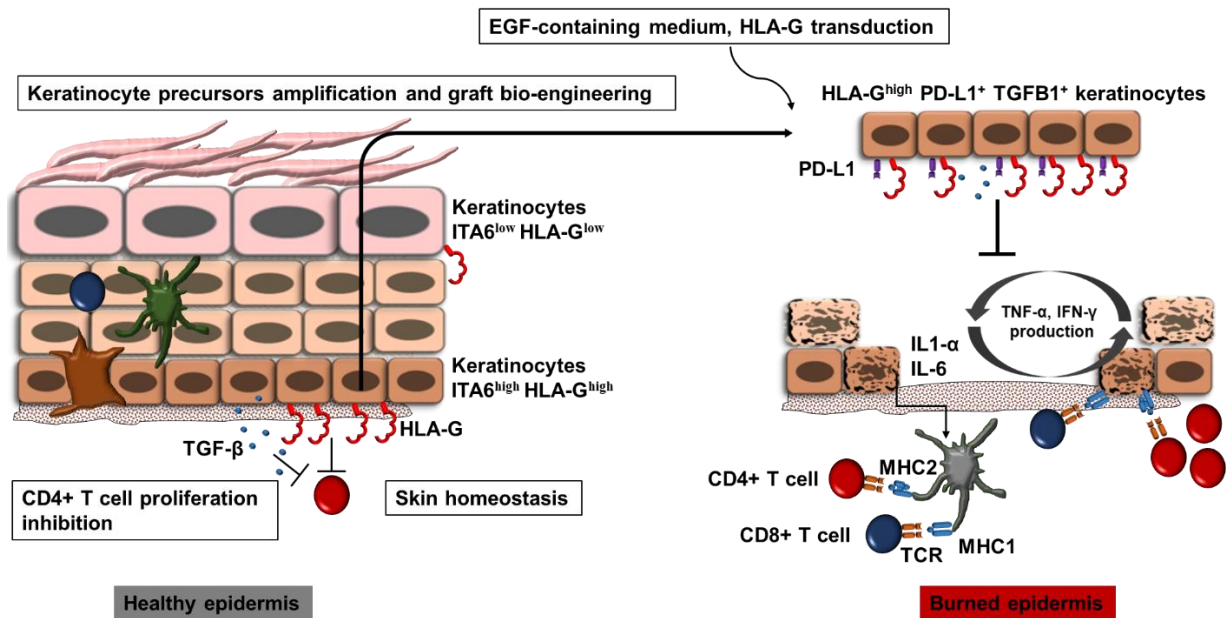 EGF-containing medium, HLA-G transduction
Keratinocyte precursors amplification and graft bio-engineering
HLA-Ghigh PD-L1+ TGFB1+ keratinocytes
PD-L1
Keratinocytes
ITA6low HLA-Glow
Keratinocytes
ITA6high HLA-Ghigh
HLA-G
TGF-β
CD4+ T cell proliferation
inhibition
Skin homeostasis
TNF-α, IFN-γ
production
IL1-α
IL-6
MHC2
CD4+ T cell
CD8+ T cell
TCR
MHC1
Healthy epidermis
Burned epidermis